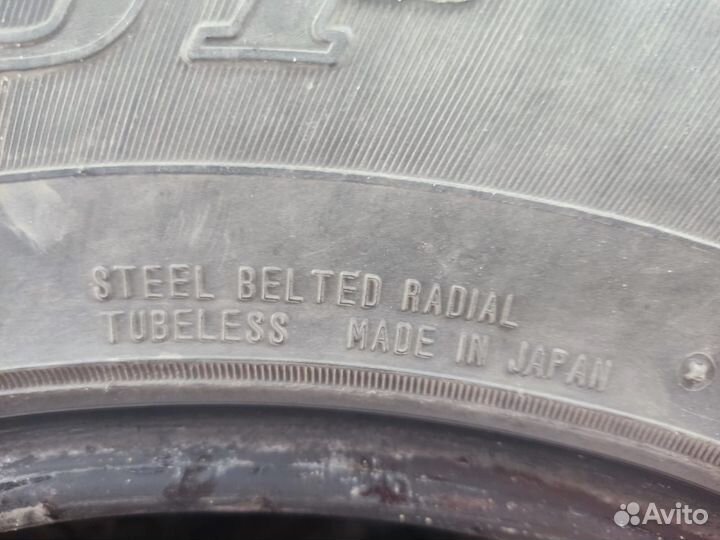 STEEL BELTED RADIAL
TUBELESS MADE IN JAPAN
Avito